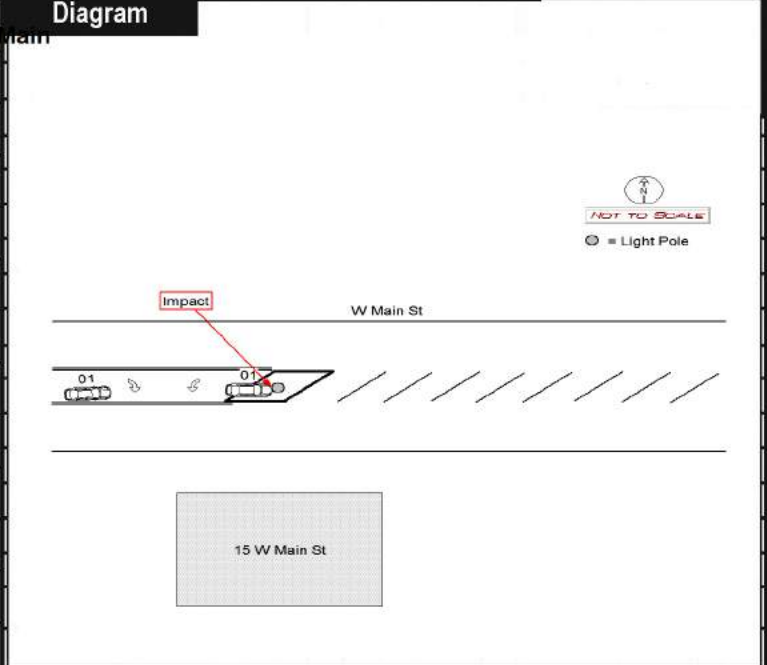 Diagram
Main
N
NOT TO SCALE
= Light Pole
Impact
W Main St
01
01
15 W Main St